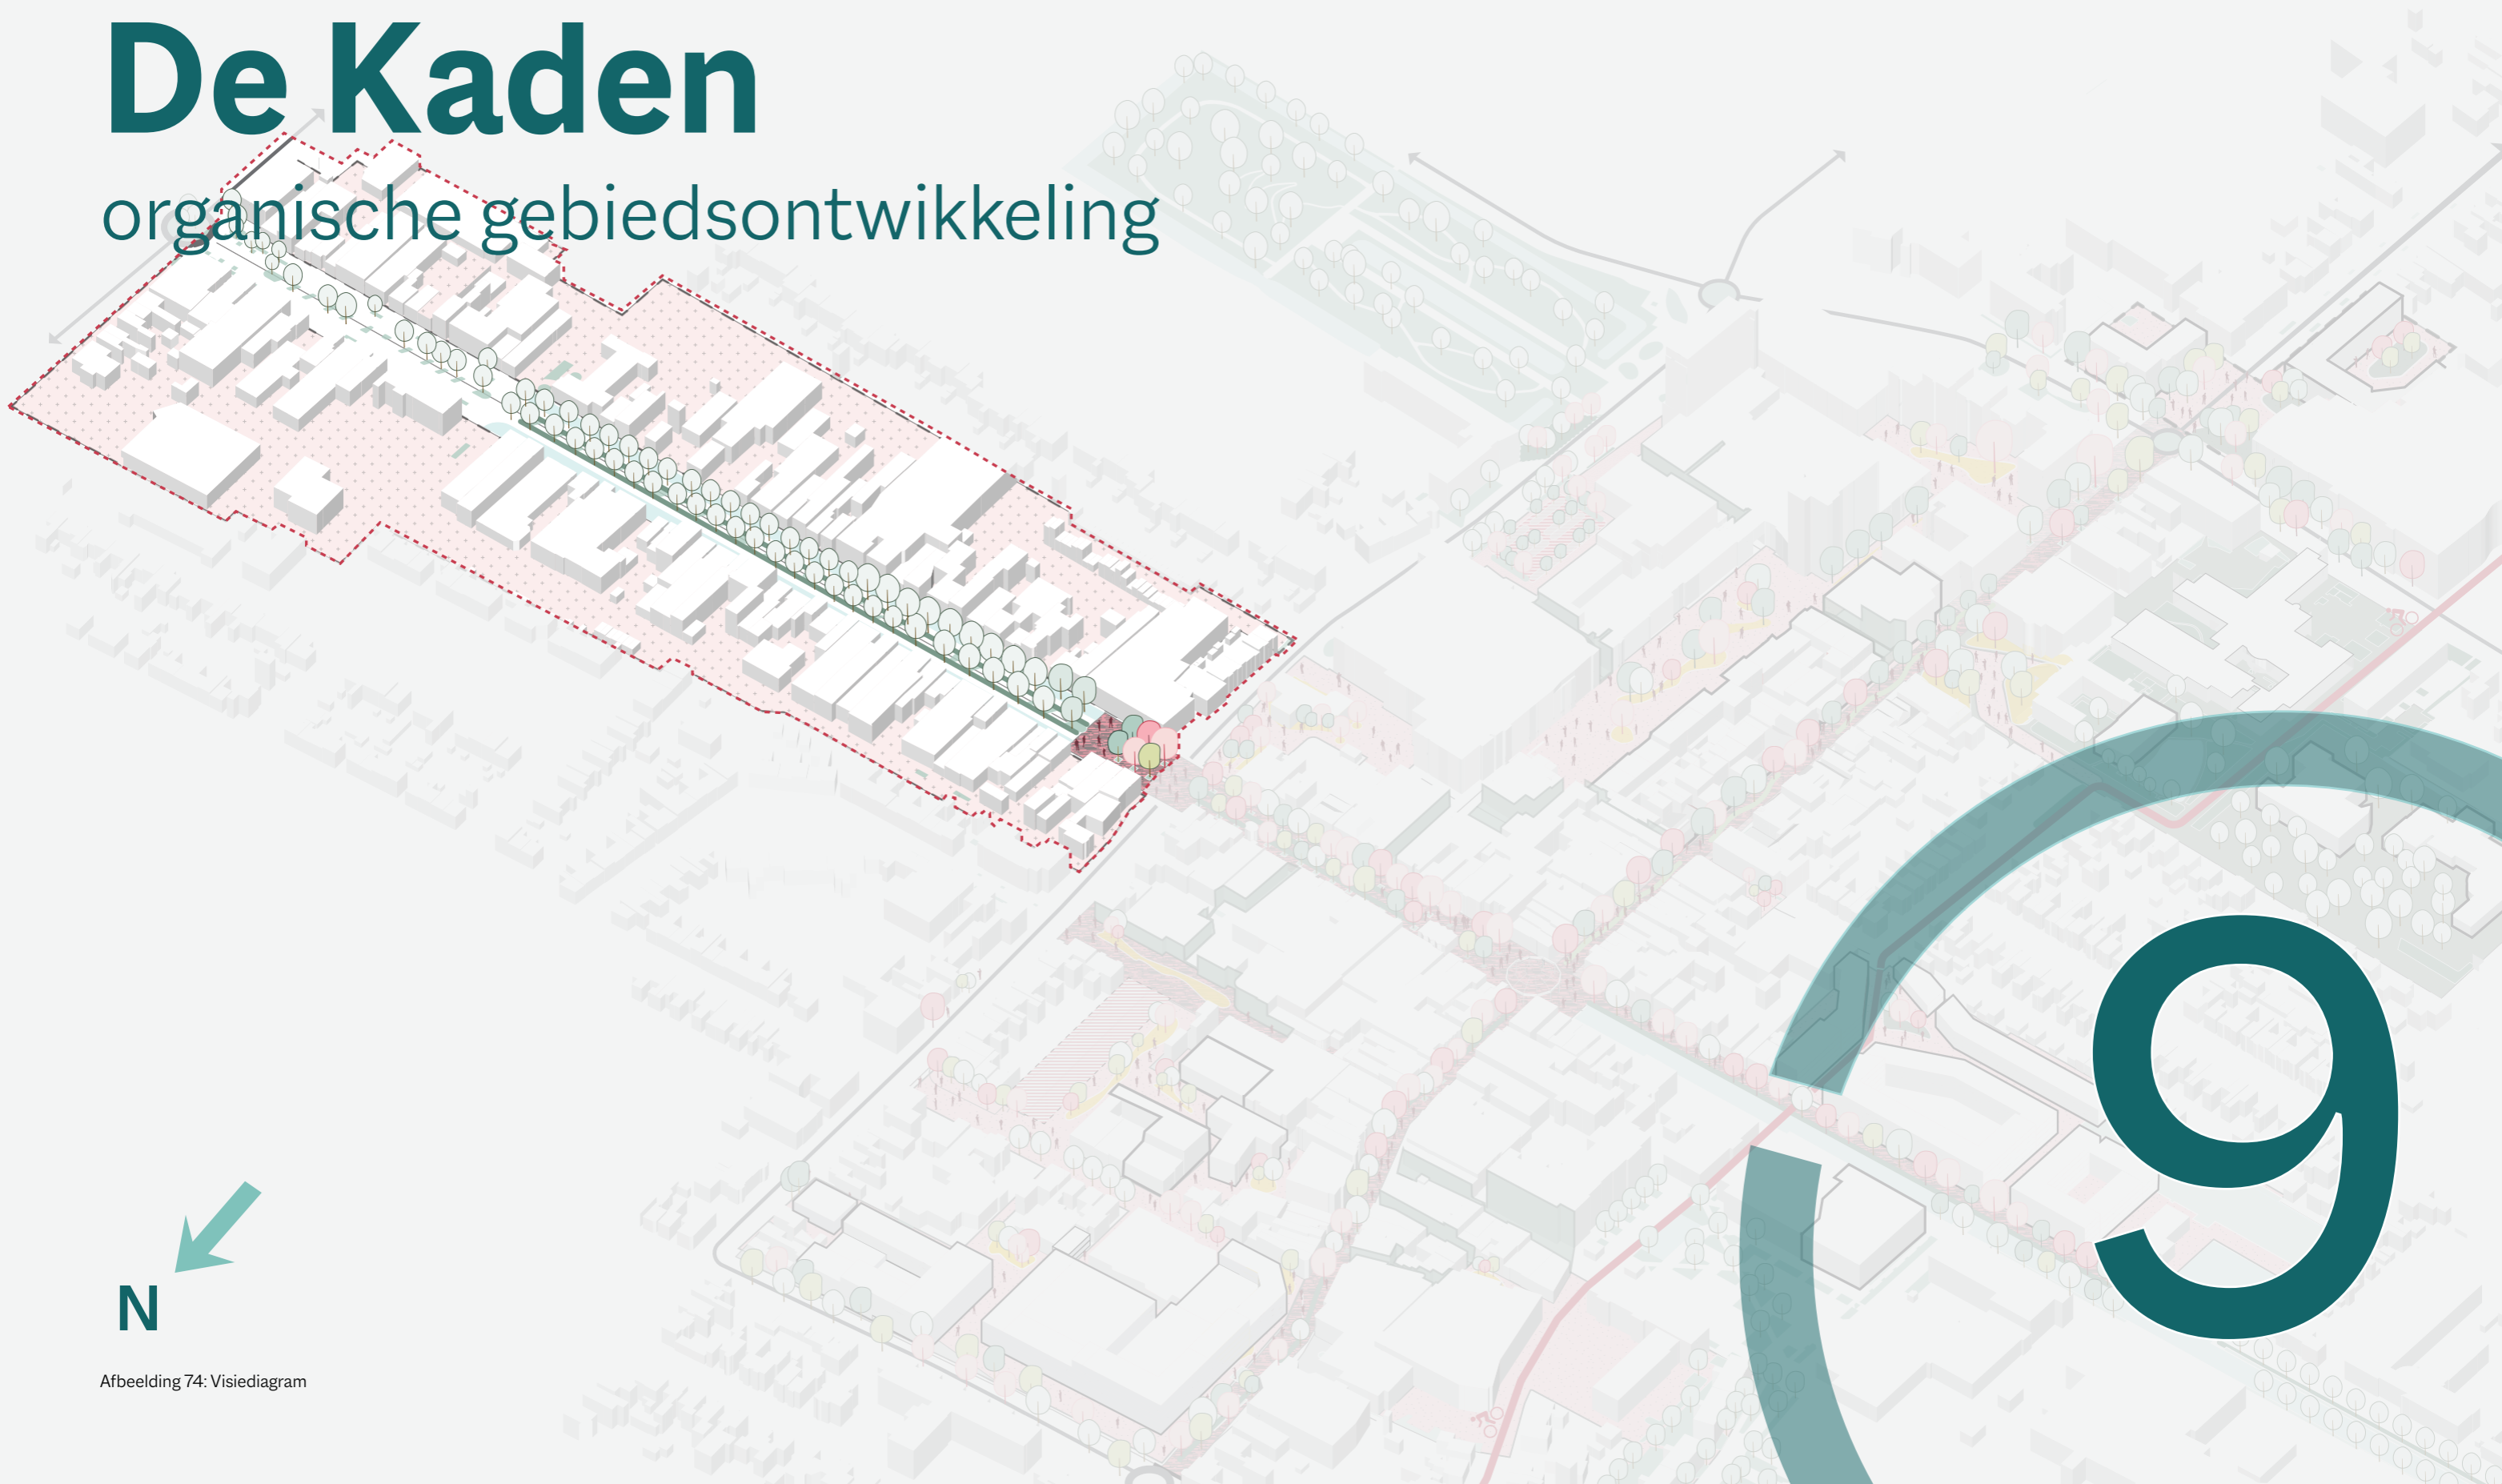 De Kaden
organische gebiedsontwikkeling
9
N
Afbeelding 74: Visiediagram